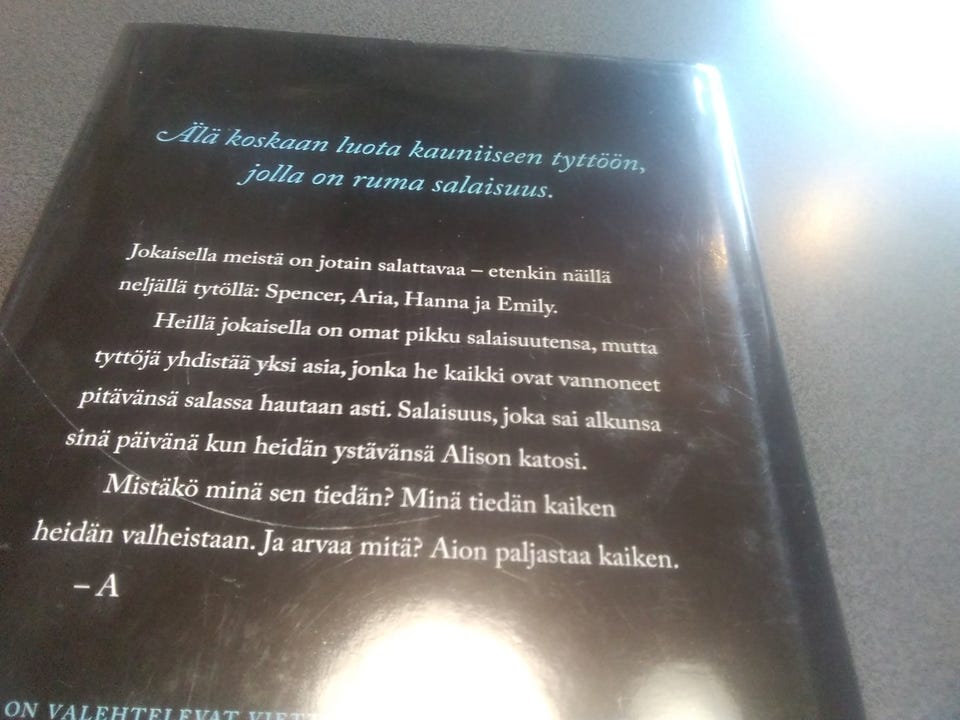 Älä koskaan luota kauniiseen tyttöön,
jolla on ruma salaisuus.
Jokaisella meistä on jotain salattavaa – etenkin näillä
neljällä tytöllä: Spencer, Aria, Hanna ja Emily.
Heillä jokaisella on omat pikku salaisuutensa, mutta
tyttöjä yhdistää yksi asia, jonka he kaikki ovat vannoneet
pitävänsä salassa hautaan asti. Salaisuus, joka sai alkunsa
sinä päivänä kun heidän ystävänsä Alison katosi.
Mistäkö minä sen tiedän? Minä tiedän kaiken
heidän valheistaan. Ja arvaa mitä? Aion paljastaa kaiken.
– A
ON VALEHTELEVAT